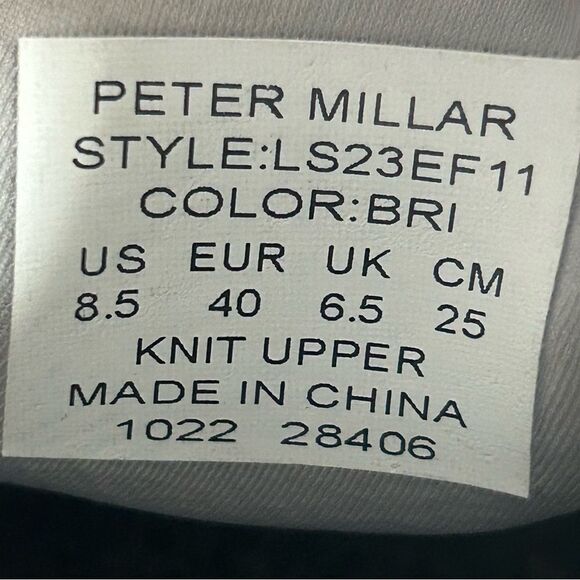 PETER MILLAR
STYLE:LS23EF11
COLOR:BRI
US EUR UK CM
8.5 40 6.5 25
KNIT UPPER
MADE IN CHINA
1022 28406